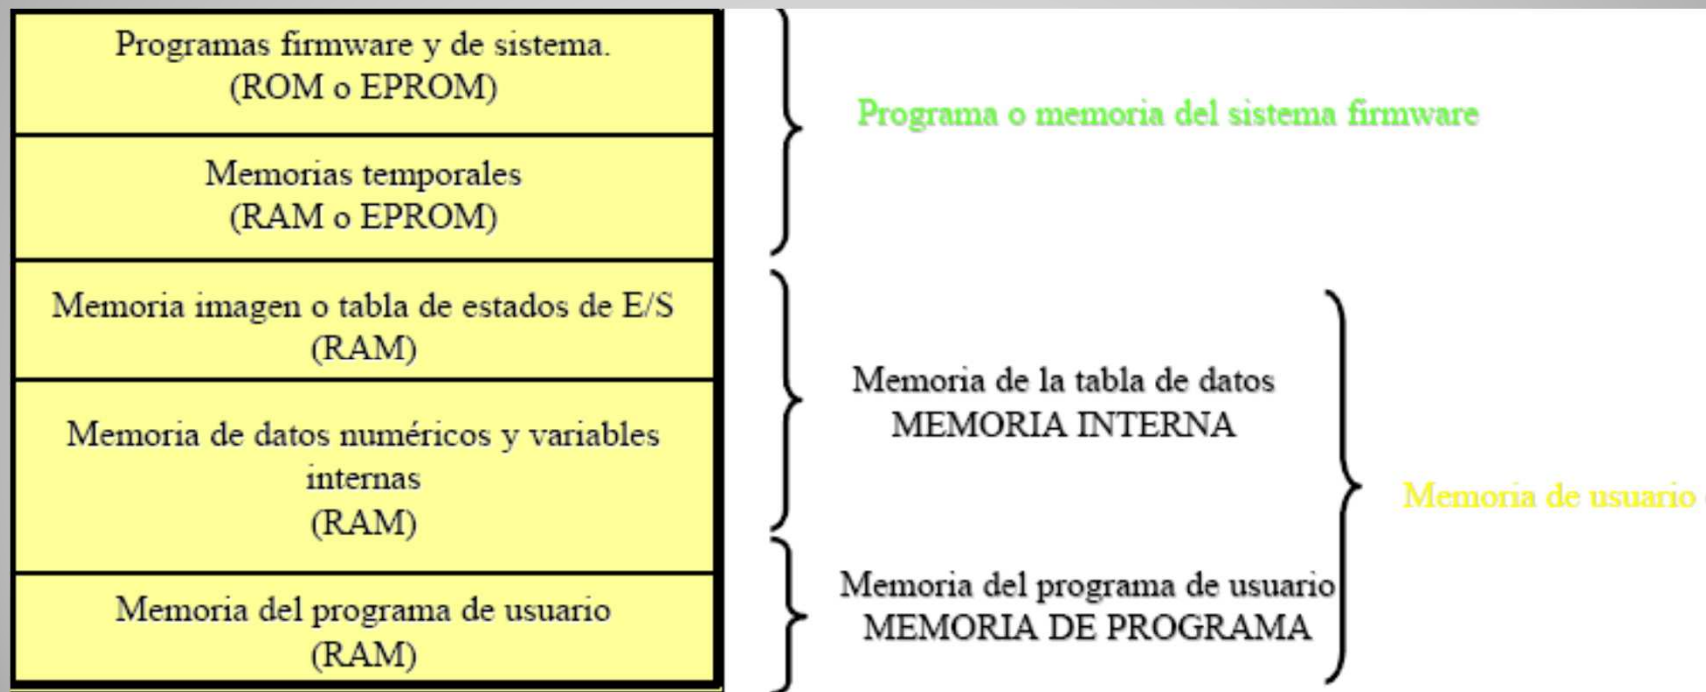 Programas firmware y de sistema.
(ROM o EPROM)
Memorias temporales
(RAM o EPROM)
Memoria imagen o tabla de estados de E/S
(RAM)
Memoria de datos numéricos y variables
internas
(RAM)
Memoria del programa de usuario
(RAM)
Programa o memoria del sistema firmware
Memoria de la tabla de datos
MEMORIA INTERNA
Memoria del programa de usuario
MEMORIA DE PROGRAMA
Memoria de usuario